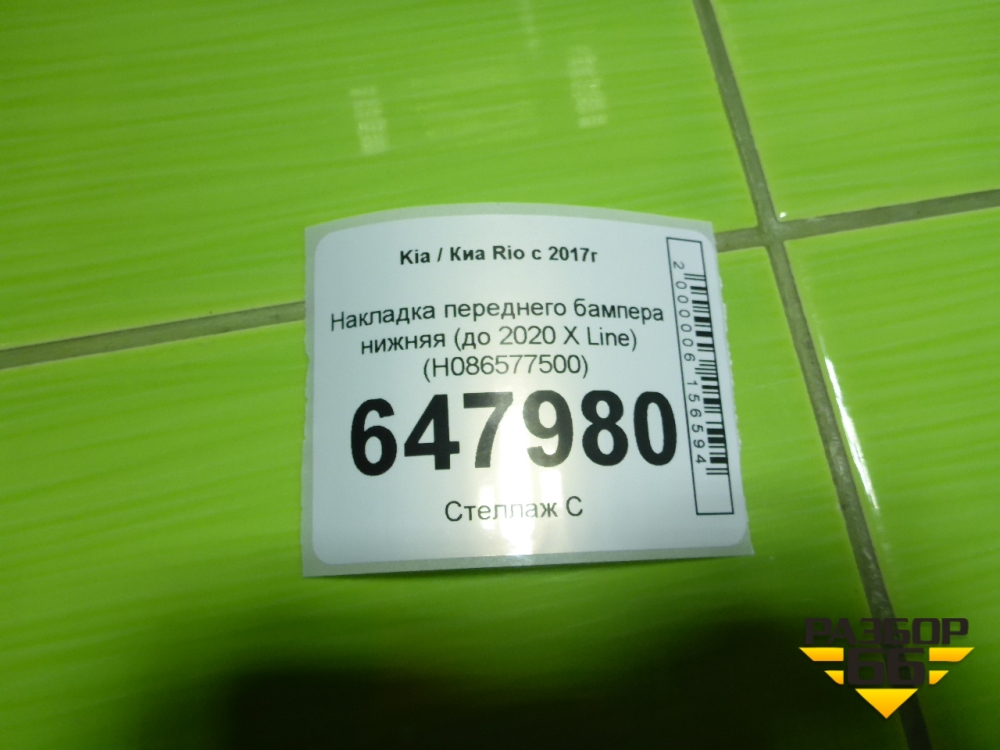 Kia / Киа Rio с 2017г
Накладка переднего бампера
нижняя (до 2020 X Line)
(H086577500)
647980
Стеллаж С
2000006156594
РАЗБОР
66